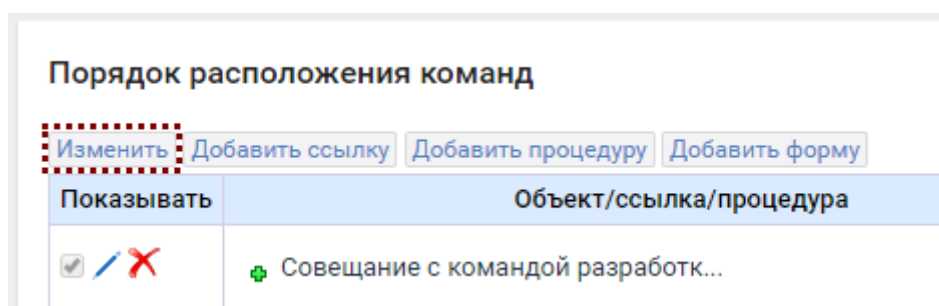 Порядок расположения команд
Изменить Добавить ссылку Добавить процедуру Добавить форму
Показывать Объект/ссылка/процедура
Совещание с командой разработк...